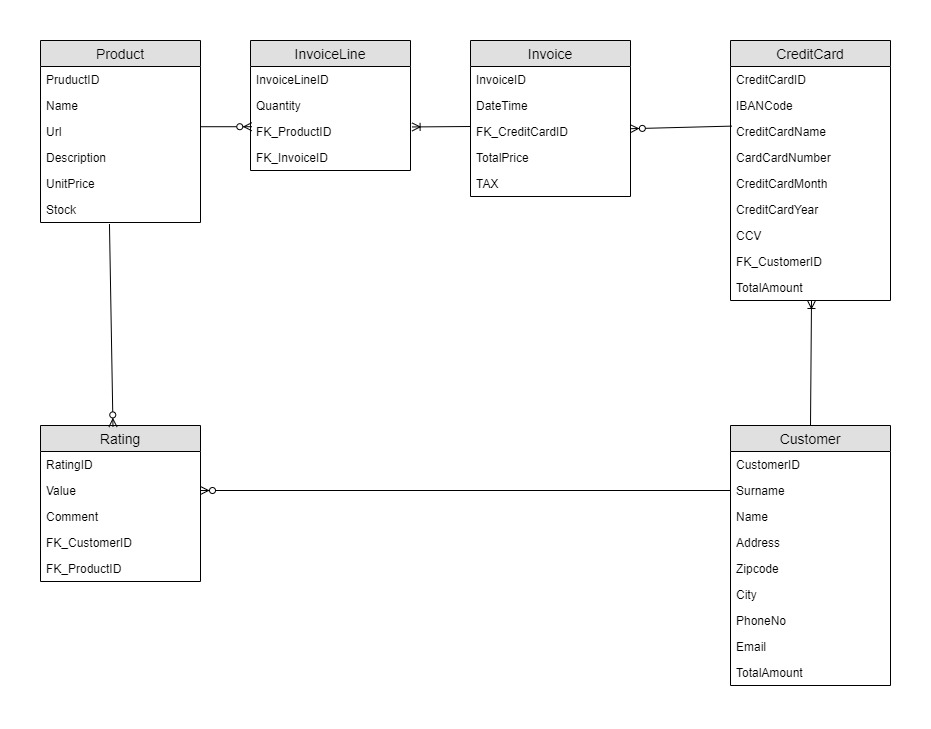 Product
PruductID
Name
Url
Description
UnitPrice
Stock
InvoiceLine
InvoiceLineID
Quantity
FK_ProductID
FK_InvoiceID
Invoice
InvoiceID
DateTime
FK_CreditCardID
TotalPrice
TAX
CreditCard
CreditCardID
IBANCode
CreditCardName
CardCardNumber
CreditCardMonth
CreditCardYear
CCV
FK_CustomerID
TotalAmount
Rating
RatingID
Value
Comment
FK_CustomerID
FK_ProductID
Customer
CustomerID
Surname
Name
Address
Zipcode
City
PhoneNo
Email
TotalAmount